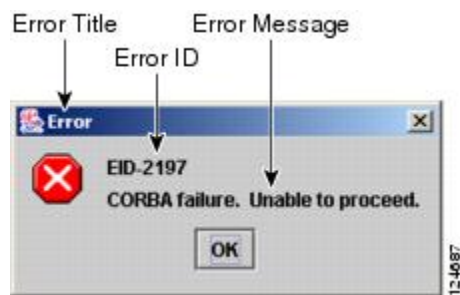 Error Title
Error Message
Error ID
Error
EID-2197
CORBA failure. Unable to proceed.
OK
124687